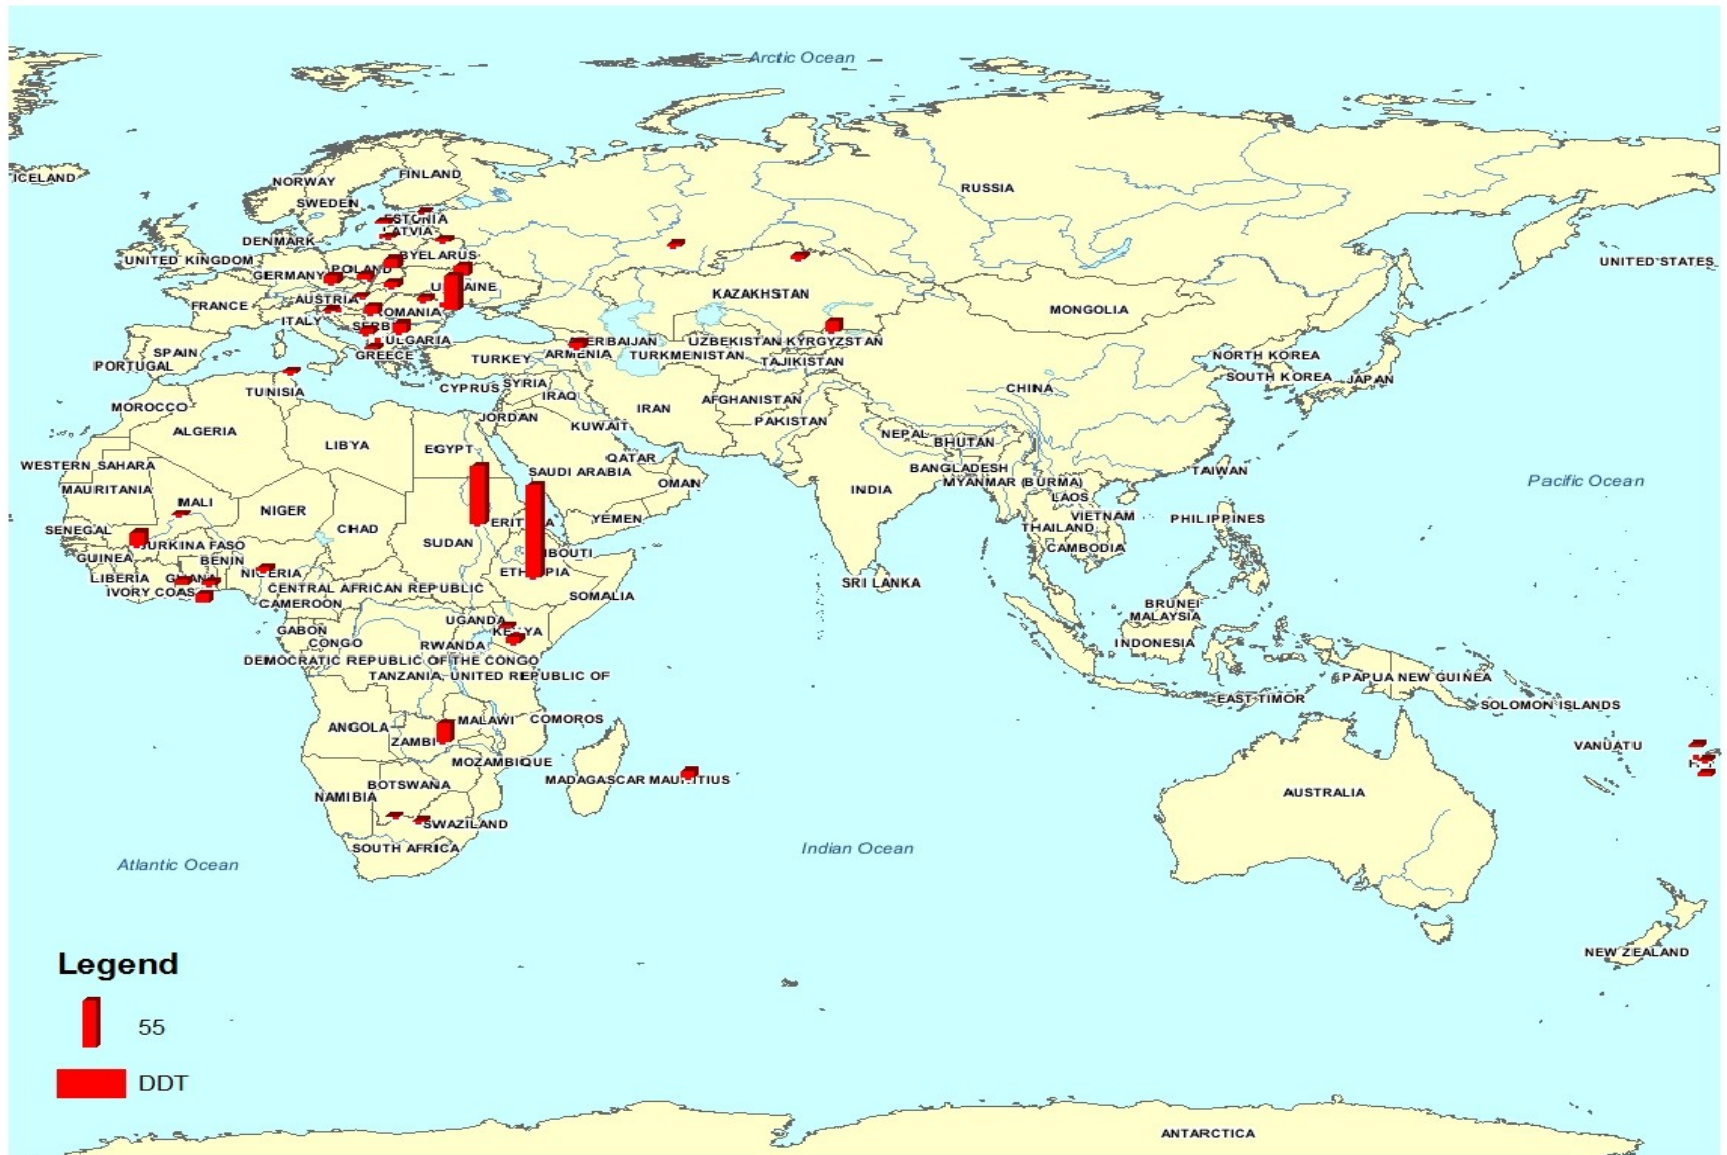 Arctic Ocean
ICELAND
NORWAY
FINLAND
SWEDEN
RUSSIA
ESTONIA
LATVIA
DENMARK
UNITED KINGDOM
BYELARUS
GERMANY
POLAND
UNITED STATES
FRANCE
AUSTRIA
KAZAKHSTAN
MONGOLIA
ITALY
SPAIN
PORTUGAL
GREECE
TURKEY
ARMENIA
UZBEKISTAN
KYRGYZSTAN
TURKMENISTAN
TAJIKISTAN
NORTH KOREA
SOUTH KOREA
JAPAN
TUNISIA
CYPRUS
SYRIA
IRAQ
IRAN
AFGHANISTAN
CHINA
MOROCCO
JORDAN
PAKISTAN
ALGERIA
LIBYA
EGYPT
KUWAIT
NEPAL
BHUTAN
WESTERN SAHARA
QATAR
SAUDI ARABIA
BANGLADESH
TAIWAN
MAURITANIA
OMAN
INDIA
MYANMAR (BURMA)
LAOS
Pacific Ocean
MALI
NIGER
CHAD
YEMEN
VIETNAM
THAILAND
PHILIPPINES
SENEGAL
SUDAN
CAMBODIA
GUINEA
BENIN
LIBERIA
SRI LANKA
CENTRAL AFRICAN REPUBLIC
CAMEROON
SOMALIA
BRUNEI
MALAYSIA
UGANDA
GABON
CONGO
RWANDA
INDONESIA
DEMOCRATIC REPUBLIC OF THE CONGO
TANZANIA, UNITED REPUBLIC OF
PAPUA NEW GUINEA
EAST TIMOR
SOLOMON ISLANDS
ANGOLA
MALAWI
COMOROS
VANUATU
MOZAMBIQUE
MADAGASCAR
MAURITIUS
BOTSWANA
NAMIBIA
AUSTRALIA
SWAZILAND
SOUTH AFRICA
Atlantic Ocean
Indian Ocean
NEW ZEALAND
Legend
55
DDT
ANTARCTICA